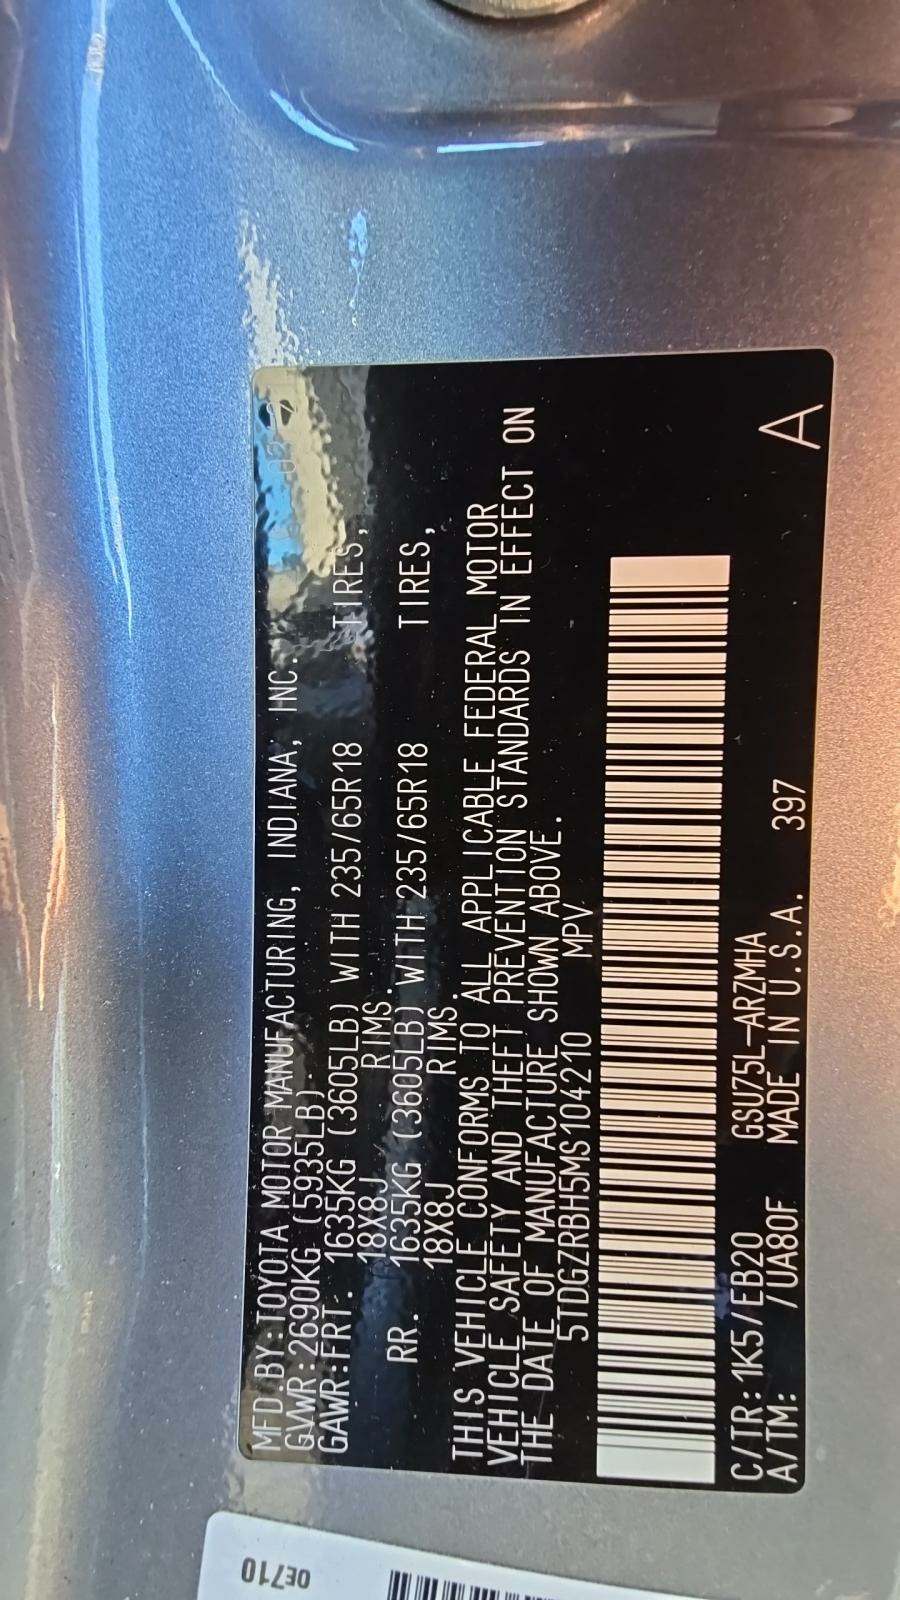 MFD.BY:TOYOTA MOTOR MANUFACTURING, INDIANA, INC.
GVWR:2690KG (5935LB)
GAWR:FRT. 1635KG (3605LB) WITH 235/65R18 TIRES,
18X8J RIMS.
RR. 1635KG (3605LB) WITH 235/65R18 TIRES,
18X8J RIMS.
THIS VEHICLE CONFORMS TO ALL APPLICABLE FEDERAL MOTOR
VEHICLE SAFETY AND THEFT PREVENTION STANDARDS IN EFFECT ON
THE DATE OF MANUFACTURE SHOWN ABOVE.
5TDGZRBH5MS104210 MPV
C/TR:1K5/EB20 GSU75L-ARZMHA
A/TM: /UA80F MADE IN U.S.A. 397 A
0E710